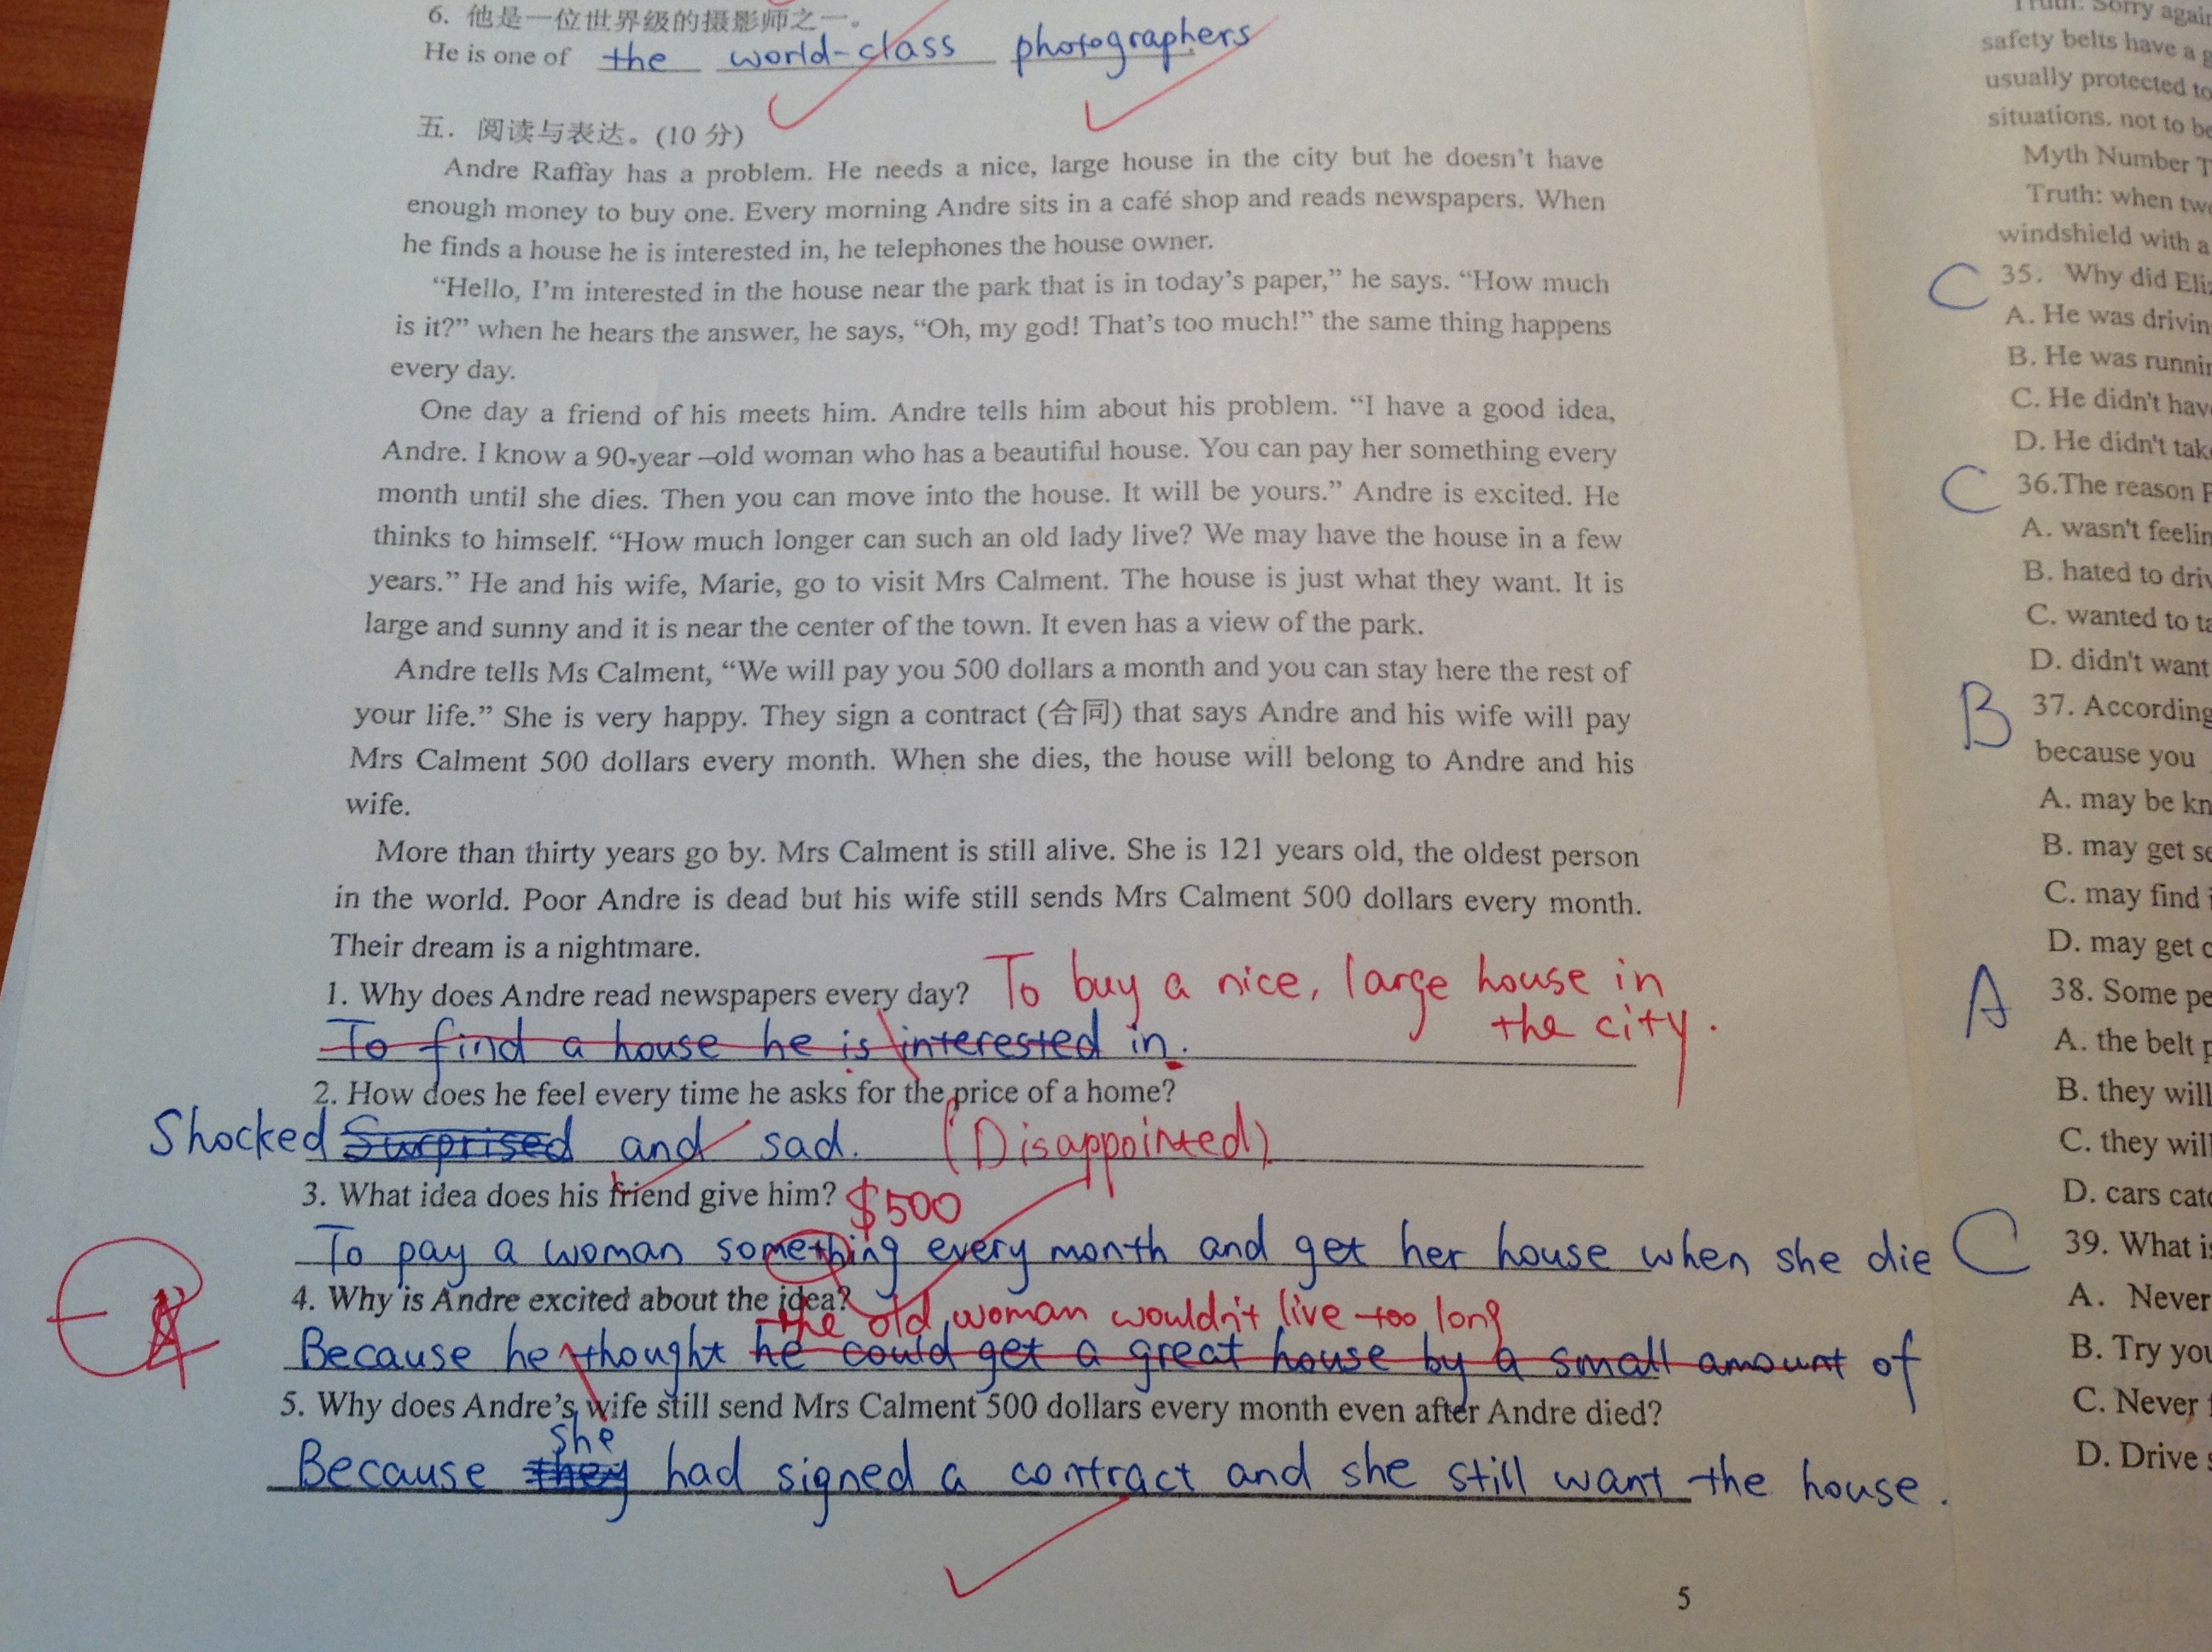 6. 他是一位世界级的摄影师之一。
He is one of the world-class photographers
五. 阅读与表达。(10 分)
Andre Raffay has a problem. He needs a nice, large house in the city but he doesn't have
enough money to buy one. Every morning Andre sits in a café shop and reads newspapers. When
he finds a house he is interested in, he telephones the house owner.
“Hello, I'm interested in the house near the park that is in today's paper,” he says. “How much
is it?” when he hears the answer, he says, “Oh, my god! That's too much!” the same thing happens
every day.
One day a friend of his meets him. Andre tells him about his problem. “I have a good idea,
Andre. I know a 90-year –old woman who has a beautiful house. You can pay her something every
month until she dies. Then you can move into the house. It will be yours.” Andre is excited. He
thinks to himself. “How much longer can such an old lady live? We may have the house in a few
years.” He and his wife, Marie, go to visit Mrs Calment. The house is just what they want. It is
large and sunny and it is near the center of the town. It even has a view of the park.
Andre tells Ms Calment, “We will pay you 500 dollars a month and you can stay here the rest of
your life.” She is very happy. They sign a contract (合同) that says Andre and his wife will pay
Mrs Calment 500 dollars every month. When she dies, the house will belong to Andre and his
wife.
More than thirty years go by. Mrs Calment is still alive. She is 121 years old, the oldest person
in the world. Poor Andre is dead but his wife still sends Mrs Calment 500 dollars every month.
Their dream is a nightmare.
1. Why does Andre read newspapers every day? To buy a nice, large house in
the city.
To find a house he is interested in.
2. How does he feel every time he asks for the price of a home?
Shocked Surprised and sad. (Disappointed)
3. What idea does his friend give him? $500
To pay a woman something every month and get her house when she die
4. Why is Andre excited about the idea?
the old woman wouldn't live too long
Because he thought he could get a great house by a small amount of
5. Why does Andre's wife still send Mrs Calment 500 dollars every month even after Andre died?
she
Because they had signed a contract and she still want the house.
5
Truth: Sorry again
safety belts have a
usually protected to
situations. not to
Myth Number
Truth: when
windshield with a
C 35. Why did
A. He was
B. He was
C. He didn't
D. He didn't
C 36.The reason
A. wasn't
B. hated to
C. wanted to
D. didn't want
B 37. According
because you
A. may be
B. may get
C. may find
D. may get
A 38. Some
A. the belt
B. they will
C. they will
D. cars
C 39. What
A. Never
B. Try
C. Never
D. Drive